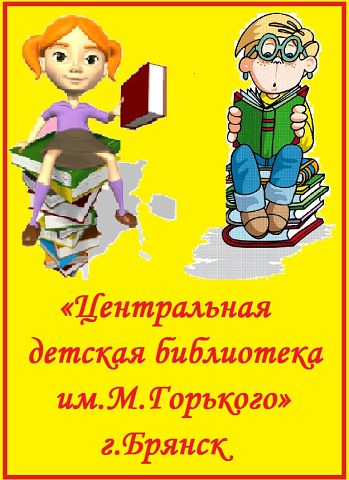 «Центральная
детская библиотека
им.М.Горького»
г.Брянск